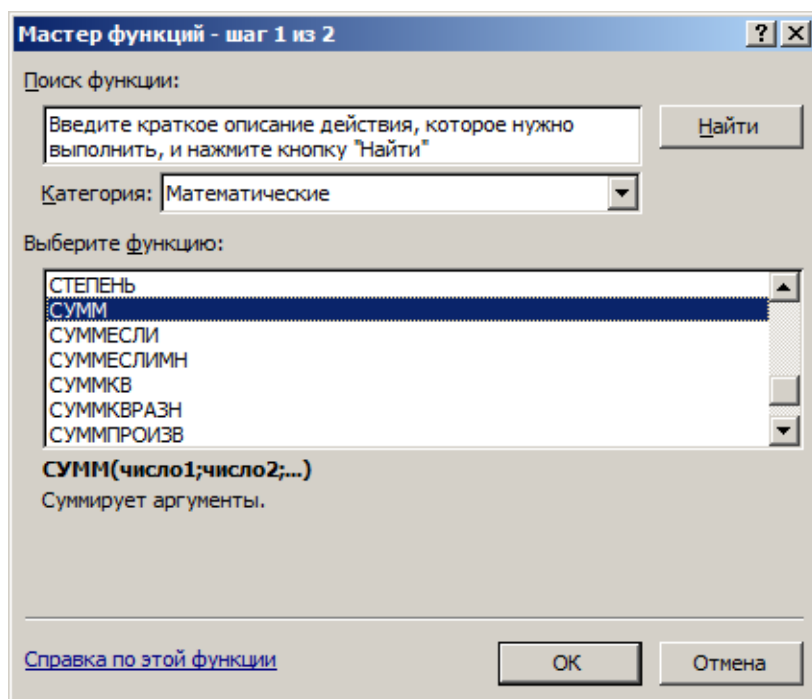 Мастер функций - шаг 1 из 2
Поиск функции:
Введите краткое описание действия, которое нужно
выполнить, и нажмите кнопку "Найти"
Найти
Категория: Математические
Выберите функцию:
СТЕПЕНЬ
СУММ
СУММЕСЛИ
СУММЕСЛИМН
СУММКВ
СУММКВРАЗН
СУММПРОИЗВ
СУММ(число1;число2;...)
Суммирует аргументы.
Справка по этой функции
ОК
Отмена